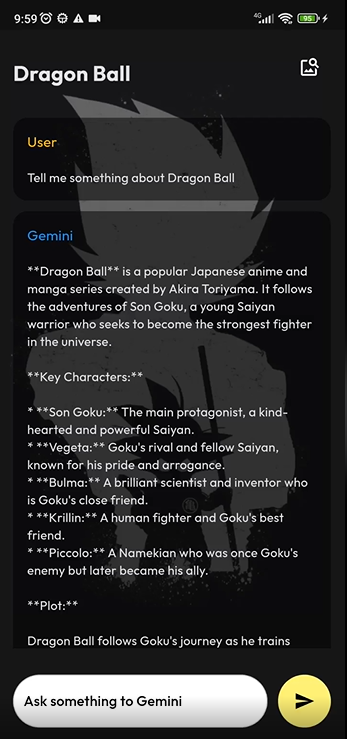 9:59
4G 95
Dragon Ball
User
Tell me something about Dragon Ball
Gemini
**Dragon Ball** is a popular Japanese anime and
manga series created by Akira Toriyama. It follows
the adventures of Son Goku, a young Saiyan
warrior who seeks to become the strongest fighter
in the universe.
**Key Characters:**
* **Son Goku:** The main protagonist, a kind-
hearted and powerful Saiyan.
* **Vegeta:** Goku's rival and fellow Saiyan,
known for his pride and arrogance.
* **Bulma:** A brilliant scientist and inventor who
is Goku's close friend.
* **Krillin:** A human fighter and Goku's best
friend.
* **Piccolo:** A Namekian who was once Goku's
enemy but later became his ally.
**Plot:**
Dragon Ball follows Goku's journey as he trains
Ask something to Gemini